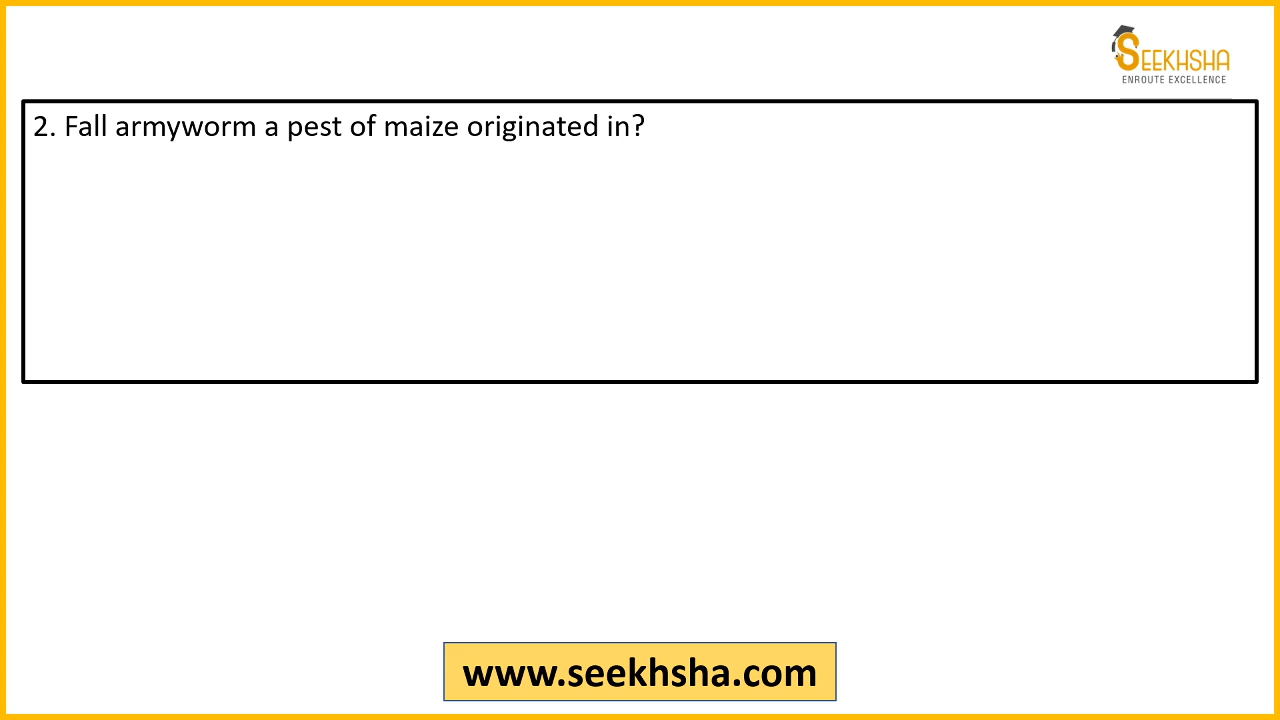 SEEKHSHA
ENROUTE EXCELLENCE
2. Fall armyworm a pest of maize originated in?
www.seekhsha.com